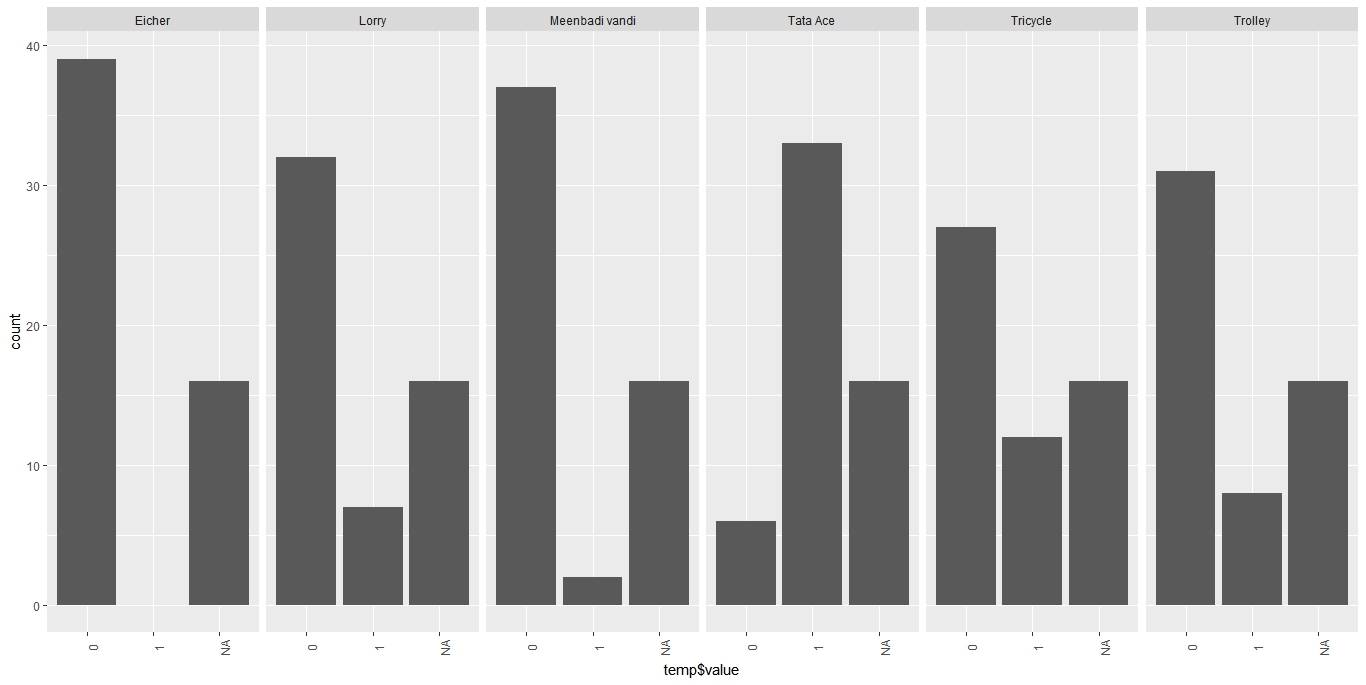 Eicher Lorry Meenbadi vandi Tata Ace Tricycle Trolley
40
30
20
10
0
count
0 1 NA 0 1 NA 0 1 NA 0 1 NA 0 1 NA 0 1 NA
temp$value